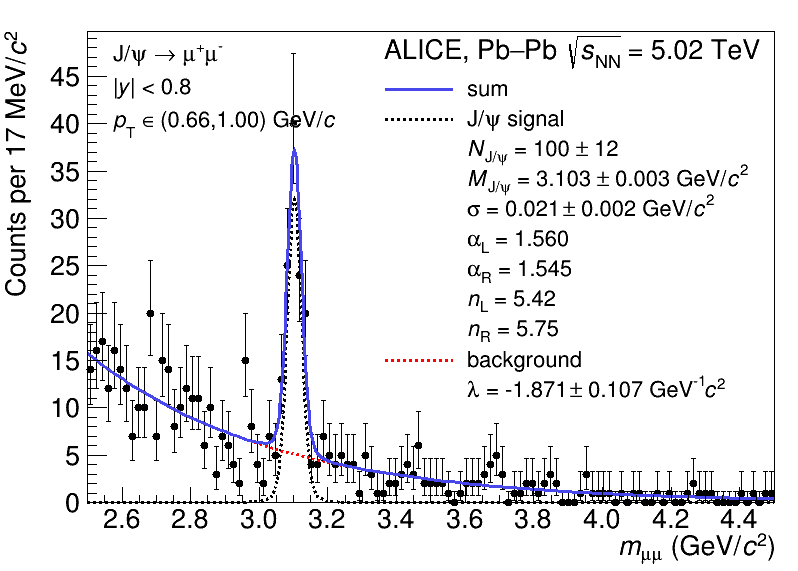 J/ψ → μ⁺μ⁻
|y| < 0.8
p_T ∈ (0.66,1.00) GeV/c
ALICE, Pb–Pb √s_NN = 5.02 TeV
sum
J/ψ signal
N_J/ψ = 100 ± 12
M_J/ψ = 3.103 ± 0.003 GeV/c²
σ = 0.021 ± 0.002 GeV/c²
α_L = 1.560
α_R = 1.545
n_L = 5.42
n_R = 5.75
background
λ = -1.871 ± 0.107 GeV⁻¹c²
Counts per 17 MeV/c²
45
40
35
30
25
20
15
10
5
0
2.6 2.8 3.0 3.2 3.4 3.6 3.8 4.0 4.2 4.4
m_μμ (GeV/c²)